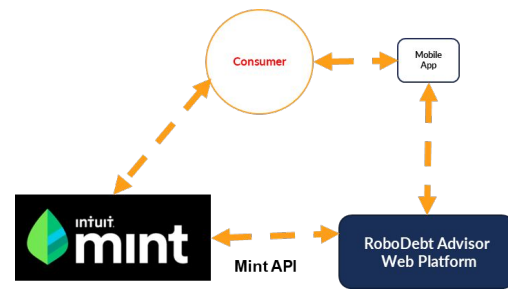 Consumer
Mobile
App
intuit.
mint
Mint API
RoboDebt Advisor
Web Platform